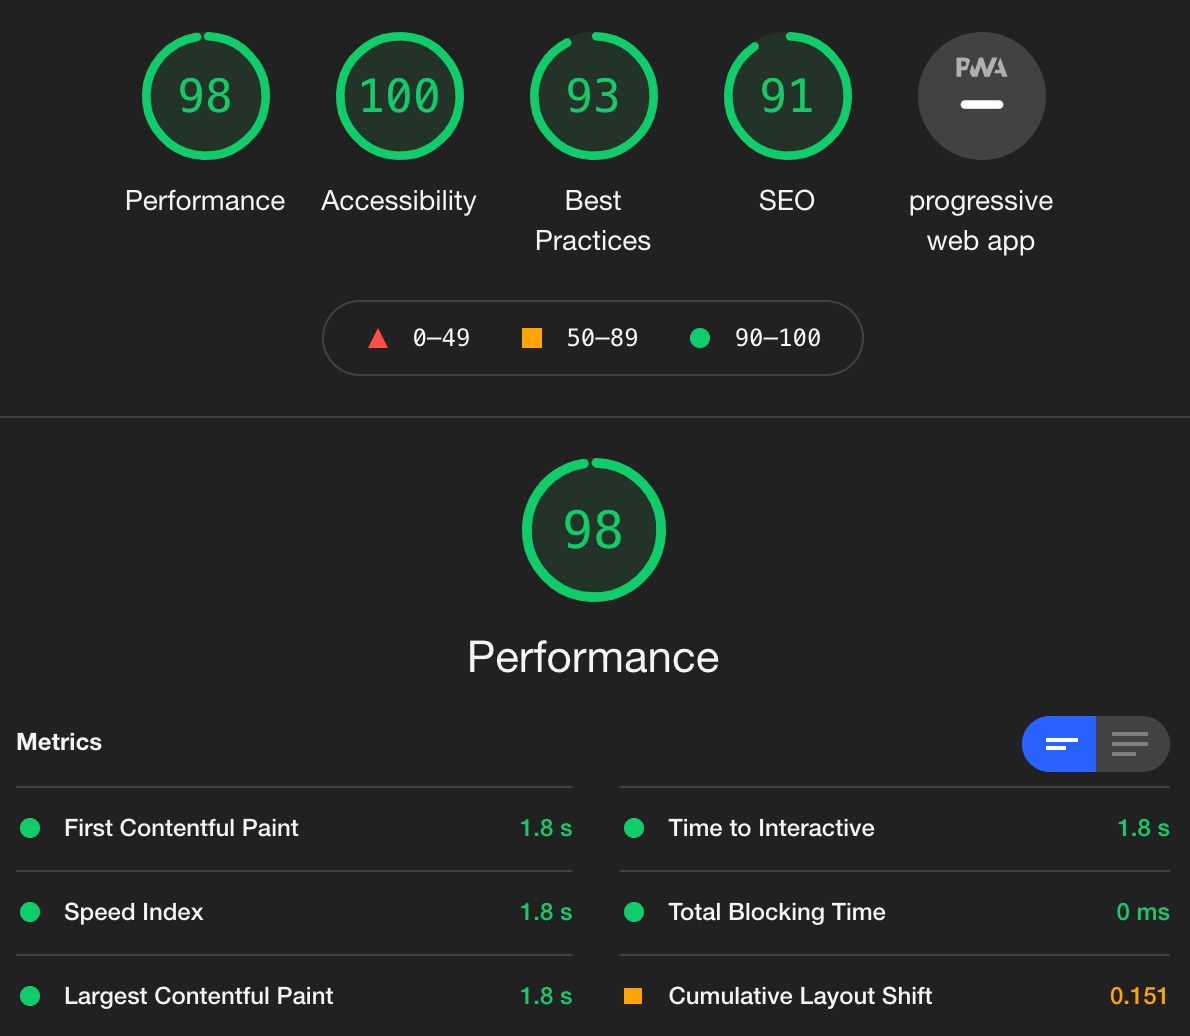 98 100 93 91 PWA
Performance Accessibility Best Practices SEO progressive web app
0–49 50–89 90–100
98
Performance
Metrics
First Contentful Paint 1.8 s
Time to Interactive 1.8 s
Speed Index 1.8 s
Total Blocking Time 0 ms
Largest Contentful Paint 1.8 s
Cumulative Layout Shift 0.151